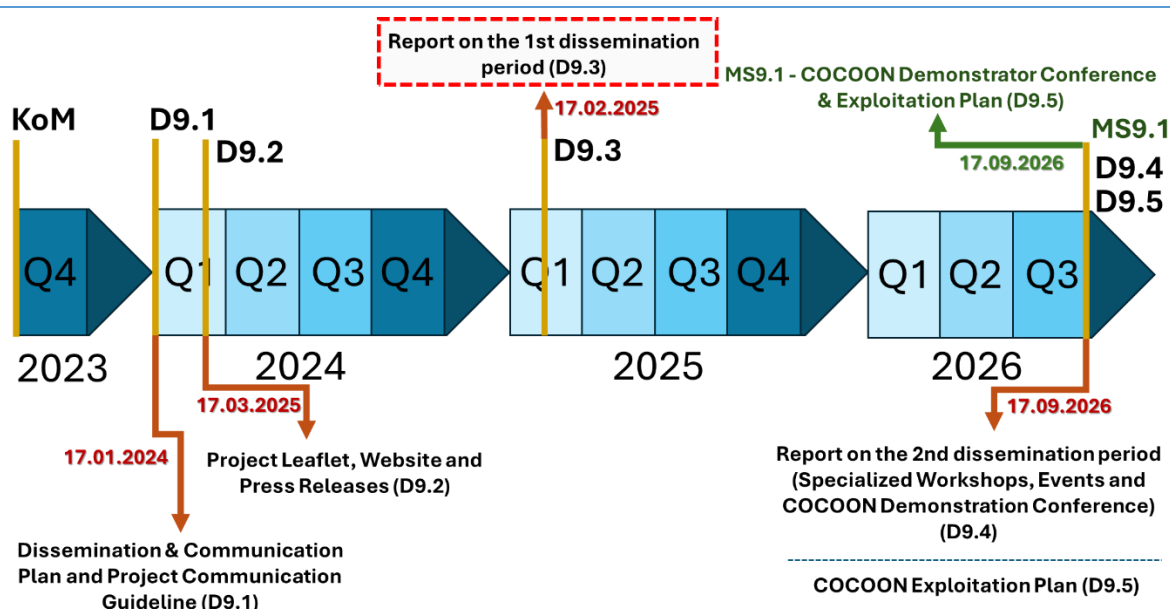 Report on the 1st dissemination
period (D9.3)
MS9.1 - COCOON Demonstrator Conference
& Exploitation Plan (D9.5)
17.02.2025
KoM
D9.1
D9.2
D9.3
MS9.1
17.09.2026
D9.4
D9.5
Q4
Q1
Q2
Q3
Q4
Q1
Q2
Q3
Q4
Q1
Q2
Q3
2023
2024
2025
2026
17.03.2025
17.09.2026
17.01.2024
Project Leaflet, Website and
Press Releases (D9.2)
Report on the 2nd dissemination period
(Specialized Workshops, Events and
COCOON Demonstration Conference)
(D9.4)
Dissemination & Communication
Plan and Project Communication
Guideline (D9.1)
COCOON Exploitation Plan (D9.5)